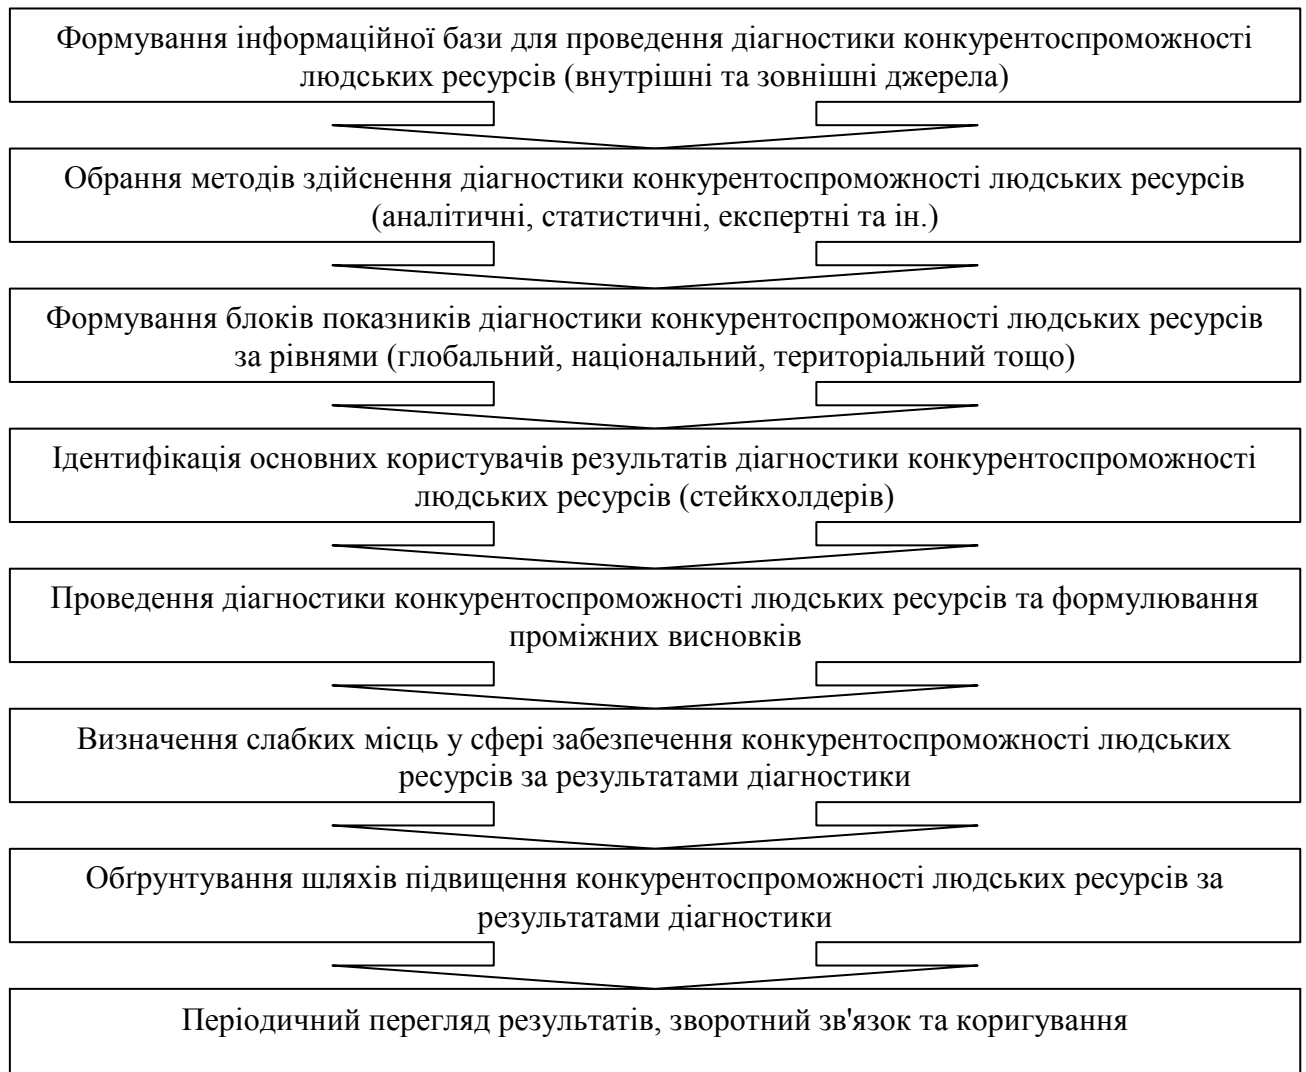 Формування інформаційної бази для проведення діагностики конкурентоспроможності
людських ресурсів (внутрішні та зовнішні джерела)
Обрання методів здійснення діагностики конкурентоспроможності людських ресурсів
(аналітичні, статистичні, експертні та ін.)
Формування блоків показників діагностики конкурентоспроможності людських ресурсів
за рівнями (глобальний, національний, територіальний тощо)
Ідентифікація основних користувачів результатів діагностики конкурентоспроможності
людських ресурсів (стейкхолдерів)
Проведення діагностики конкурентоспроможності людських ресурсів та формулювання
проміжних висновків
Визначення слабких місць у сфері забезпечення конкурентоспроможності людських
ресурсів за результатами діагностики
Обґрунтування шляхів підвищення конкурентоспроможності людських ресурсів за
результатами діагностики
Періодичний перегляд результатів, зворотний зв'язок та коригування